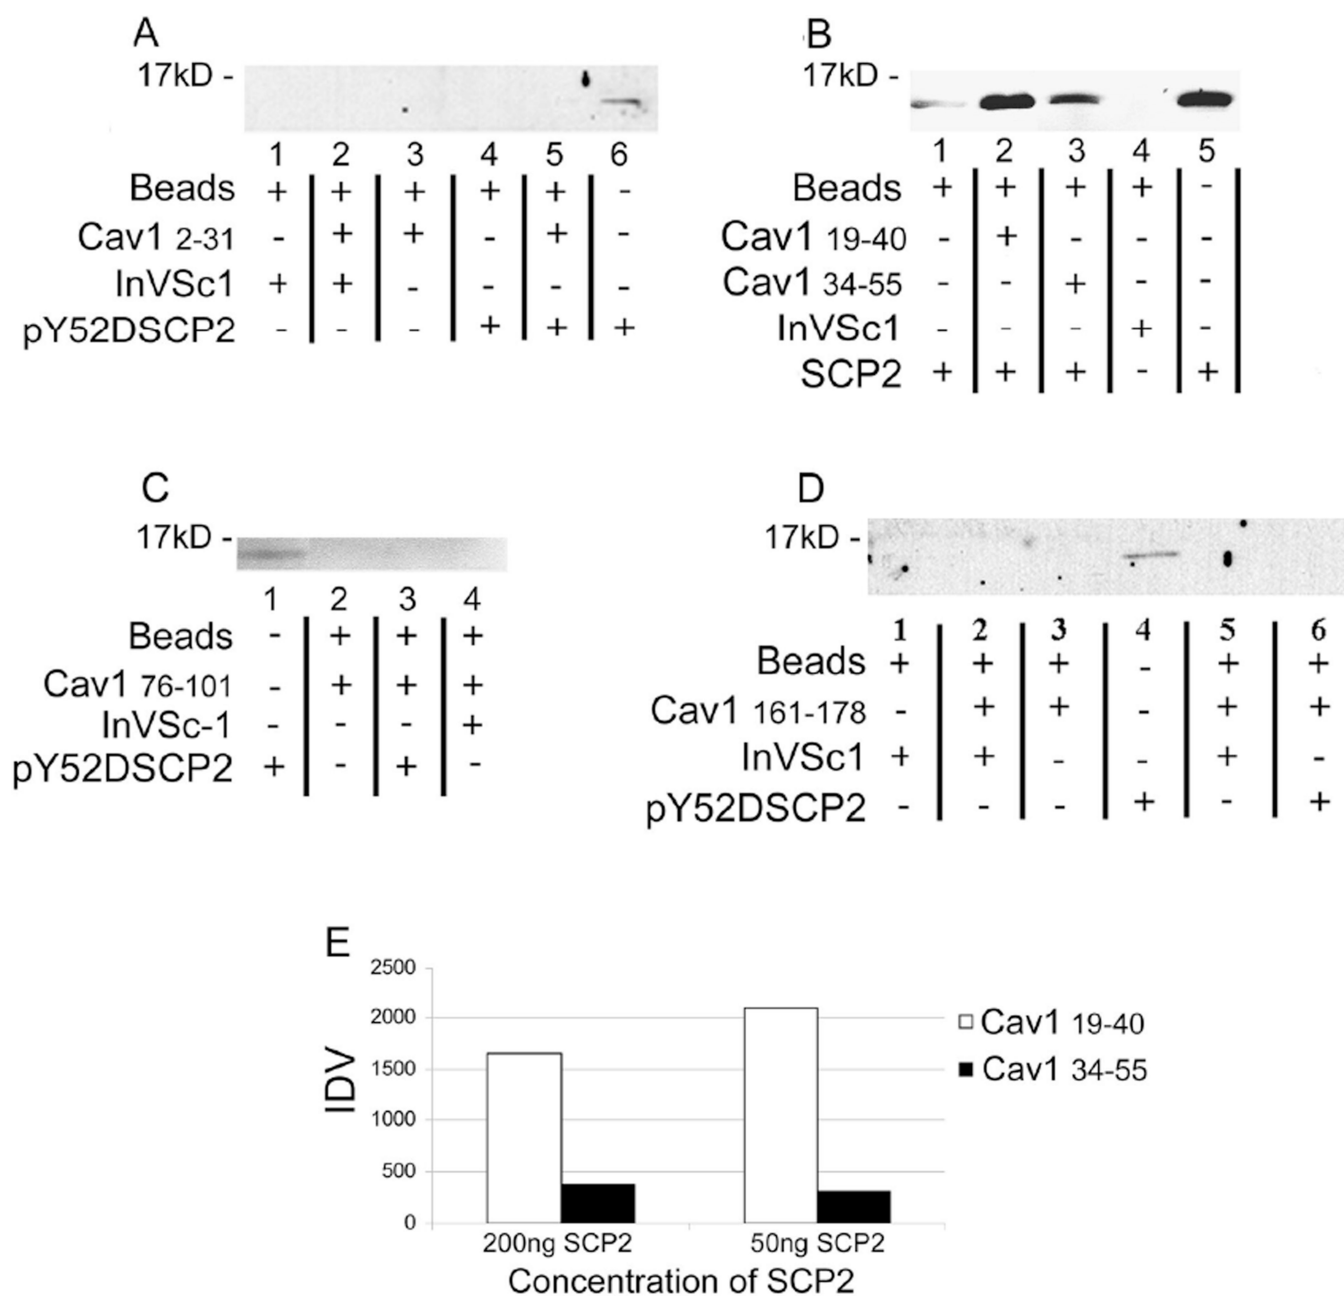 A
17kD -
1 2 3 4 5 6
Beads + + + + + -
Cav1 2-31 - + + - + -
InVSc1 + + - - - -
pY52DSCP2 - - - + + +
B
17kD -
1 2 3 4 5
Beads + + + + -
Cav1 19-40 - + - - -
Cav1 34-55 - - + - -
InVSc1 - - - + -
SCP2 + + + - +
C
17kD -
1 2 3 4
Beads - + + +
Cav1 76-101 - + + +
InVSc-1 - - - +
pY52DSCP2 + - + -
D
17kD -
1 2 3 4 5 6
Beads + + + - + +
Cav1 161-178 - + + - + +
InVSc1 + + - - + -
pY52DSCP2 - - - + - +
E
2500
2000
1500
1000
500
0
IDV
Cav1 19-40
Cav1 34-55
200ng SCP2 50ng SCP2
Concentration of SCP2